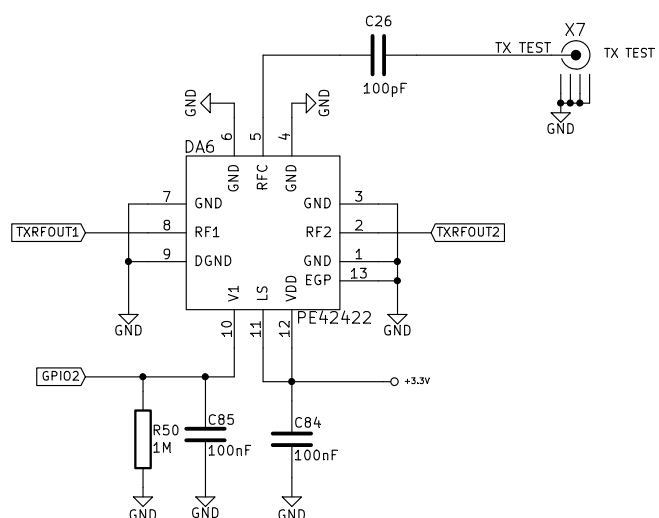 C26
X7
TX TEST
TX TEST
100pF
GND
GND
GND
6
5
4
DA6
GND
RFC
GND
7
GND
GND
3
TXRFOUT1
8
RF1
RF2
2
TXRFOUT2
9
DGND
GND
1
EGP
13
V1
LS
VDD
PE42422
GND
10
11
12
GND
GPIO2
+3.3V
R50
1M
C85
100nF
C84
100nF
GND
GND
GND